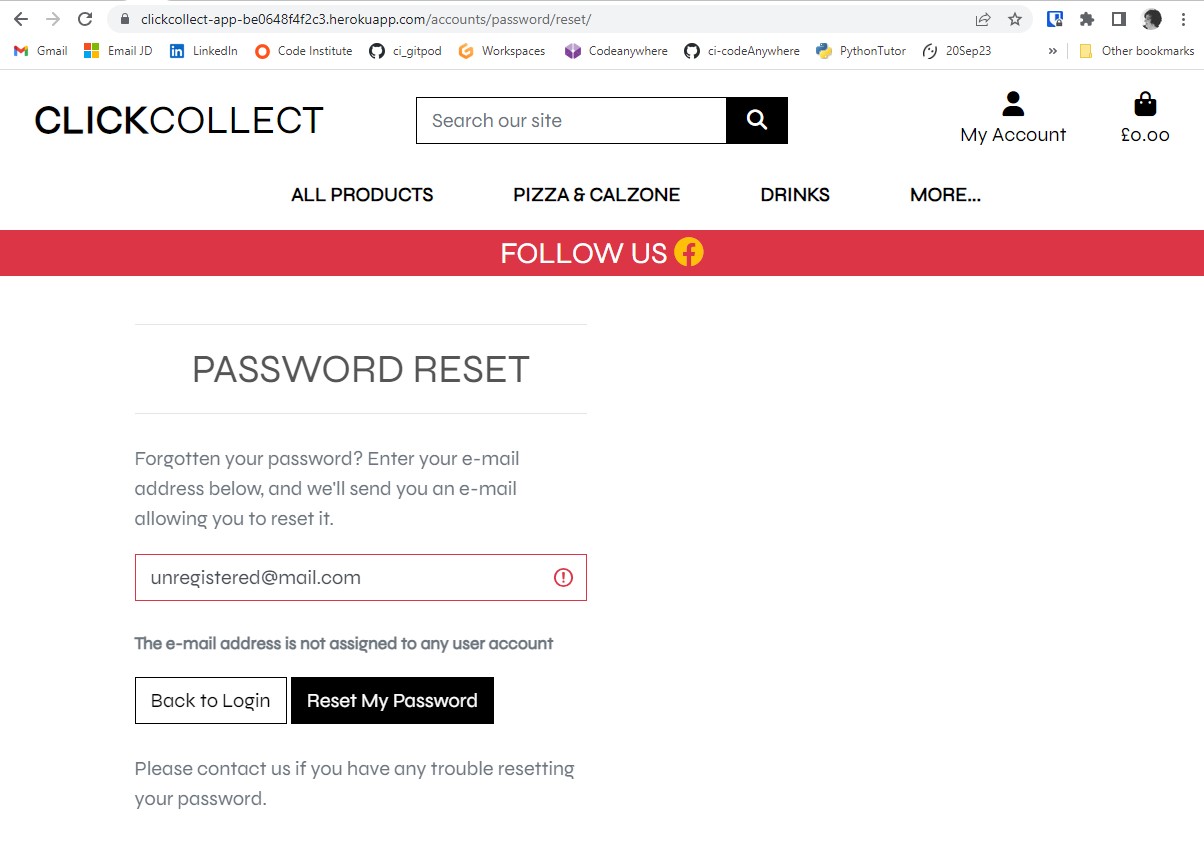 clickcollect-app-be0648f4f2c3.herokuapp.com/accounts/password/reset/
Gmail Email JD LinkedIn Code Institute ci_gitpod Workspaces Codeanywhere ci-codeAnywhere PythonTutor 20Sep23 » Other bookmarks
CLICKCOLLECT
Search our site
My Account
£0.00
ALL PRODUCTS PIZZA & CALZONE DRINKS MORE...
FOLLOW US
PASSWORD RESET
Forgotten your password? Enter your e-mail
address below, and we'll send you an e-mail
allowing you to reset it.
unregistered@mail.com
The e-mail address is not assigned to any user account
Back to Login Reset My Password
Please contact us if you have any trouble resetting
your password.